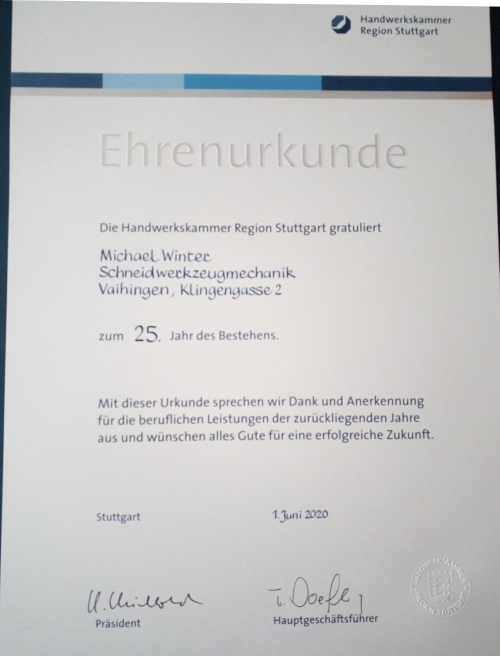 Handwerkskammer
Region Stuttgart
Ehrenurkunde
Die Handwerkskammer Region Stuttgart gratuliert
Michael Winter
Schneidwerkzeugmechanik
Vaihingen, Klingengasse 2
zum 25. Jahr des Bestehens.
Mit dieser Urkunde sprechen wir Dank und Anerkennung
für die beruflichen Leistungen der zurückliegenden Jahre
aus und wünschen alles Gute für eine erfolgreiche Zukunft.
Stuttgart 1. Juni 2020
Präsident Hauptgeschäftsführer